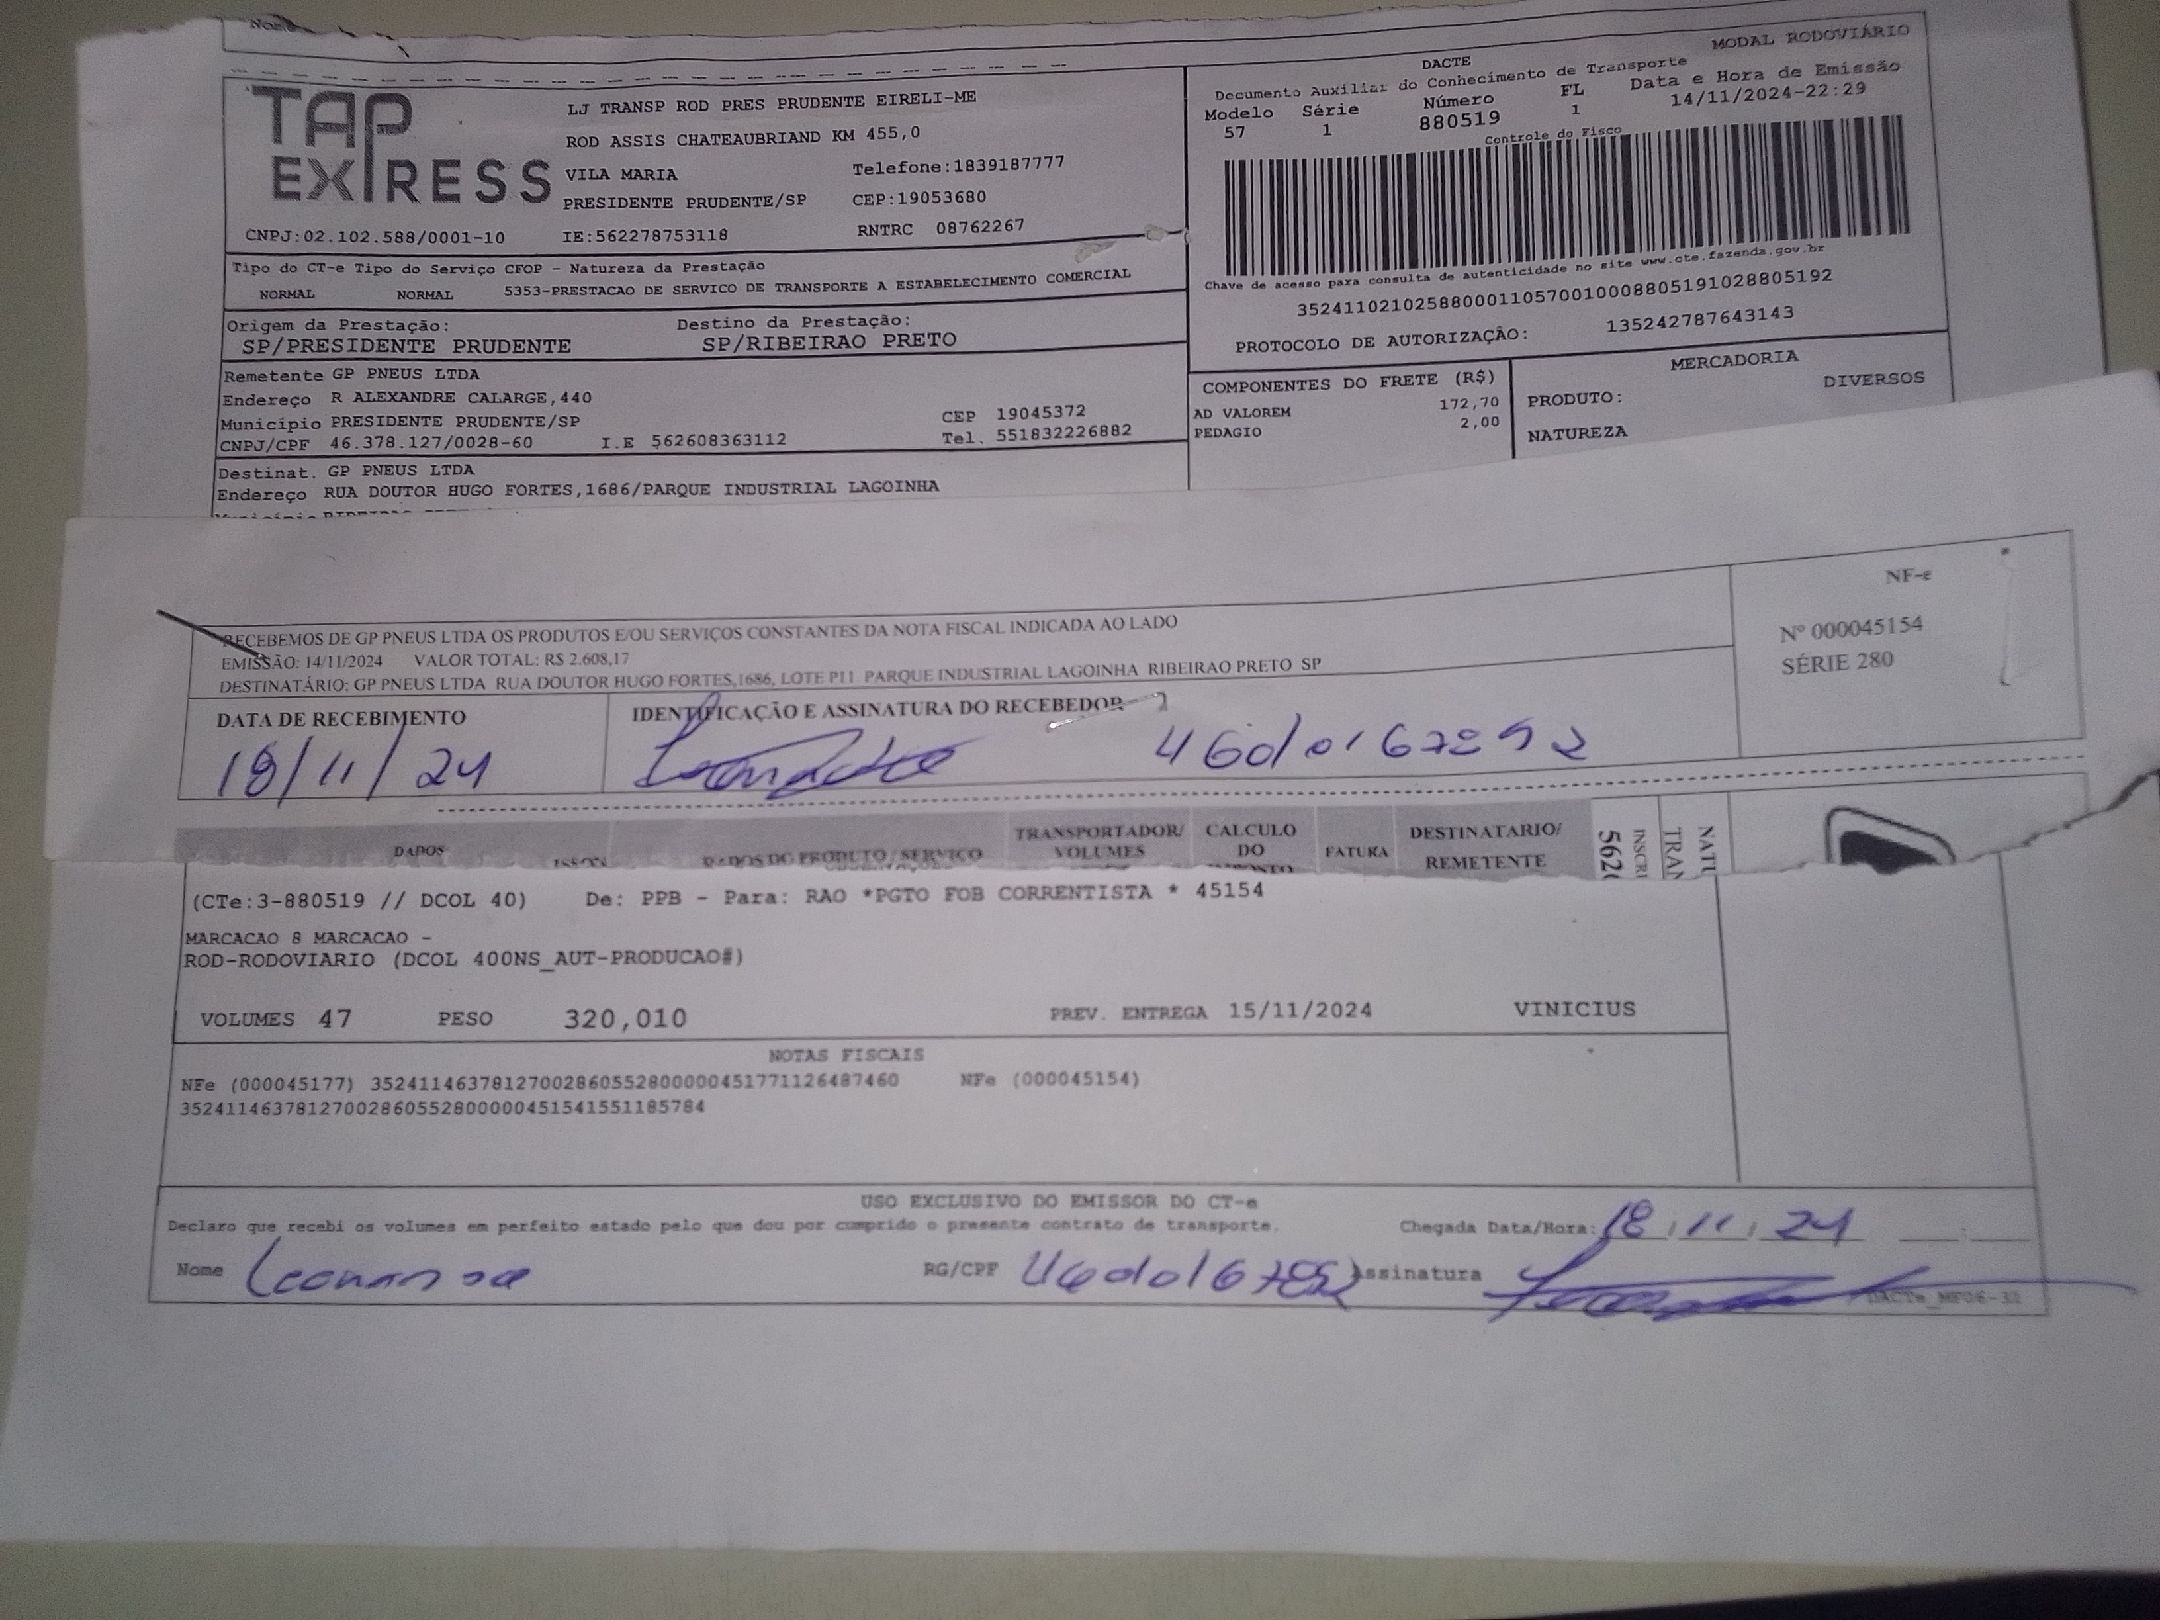 TAP EXPRESS
LJ TRANSP ROD PRES PRUDENTE EIRELI-ME
ROD ASSIS CHATEAUBRIAND KM 455,0
VILA MARIA Telefone:1839187777
PRESIDENTE PRUDENTE/SP CEP:19053680
CNPJ:02.102.588/0001-10 IE:562278753118 RNTRC 08762267
MODAL RODOVIÁRIO
DACTE
Documento Auxiliar do Conhecimento de Transporte
Modelo Série Número FL Data e Hora de Emissão
57 1 880519 1 14/11/2024-22:29
Controle do Fisco
Chave de acesso para consulta de autenticidade no site www.cte.fazenda.gov.br
35241102102588000110570010008805191028805192
PROTOCOLO DE AUTORIZAÇÃO: 135242787643143
Tipo do CT-e Tipo do Serviço CFOP - Natureza da Prestação
NORMAL NORMAL 5353-PRESTACAO DE SERVICO DE TRANSPORTE A ESTABELECIMENTO COMERCIAL
Origem da Prestação: Destino da Prestação:
SP/PRESIDENTE PRUDENTE SP/RIBEIRAO PRETO
Remetente GP PNEUS LTDA
Endereço R ALEXANDRE CALARGE,440
Município PRESIDENTE PRUDENTE/SP CEP 19045372
CNPJ/CPF 46.378.127/0028-60 I.E 562608363112 Tel. 551832226882
Destinat. GP PNEUS LTDA
Endereço RUA DOUTOR HUGO FORTES,1686/PARQUE INDUSTRIAL LAGOINHA
COMPONENTES DO FRETE (R$)
AD VALOREM 172,70
PEDAGIO 2,00
MERCADORIA
PRODUTO: DIVERSOS
NATUREZA
RECEBEMOS DE GP PNEUS LTDA OS PRODUTOS E/OU SERVIÇOS CONSTANTES DA NOTA FISCAL INDICADA AO LADO
EMISSÃO: 14/11/2024 VALOR TOTAL: R$ 2.608,17
DESTINATÁRIO: GP PNEUS LTDA RUA DOUTOR HUGO FORTES,1686, LOTE P11 PARQUE INDUSTRIAL LAGOINHA RIBEIRAO PRETO SP
NF-e
Nº 000045154
SÉRIE 280
DATA DE RECEBIMENTO IDENTIFICAÇÃO E ASSINATURA DO RECEBEDOR
18/11/24
DADOS
DADOS DO PRODUTO / SERVIÇO
TRANSPORTADOR/
VOLUMES
CALCULO
DO
FATURA
DESTINATARIO/
REMETENTE
(CTe:3-880519 // DCOL 40) De: PPB - Para: RAO *PGTO FOB CORRENTISTA * 45154
MARCACAO 8 MARCACAO -
ROD-RODOVIARIO (DCOL 400NS_AUT-PRODUCAO#)
VOLUMES 47 PESO 320,010 PREV. ENTREGA 15/11/2024 VINICIUS
NOTAS FISCAIS
NFe (000045177) 35241146378127002860552800000451771126487460 NFe (000045154)
35241146378127002860552800000451541551185784
USO EXCLUSIVO DO EMISSOR DO CT-e
Declaro que recebi os volumes em perfeito estado pelo que dou por cumprido o presente contrato de transporte. Chegada Data/Hora: 18/11/24
Nome RG/CPF Assinatura
DACTe_MF06-32